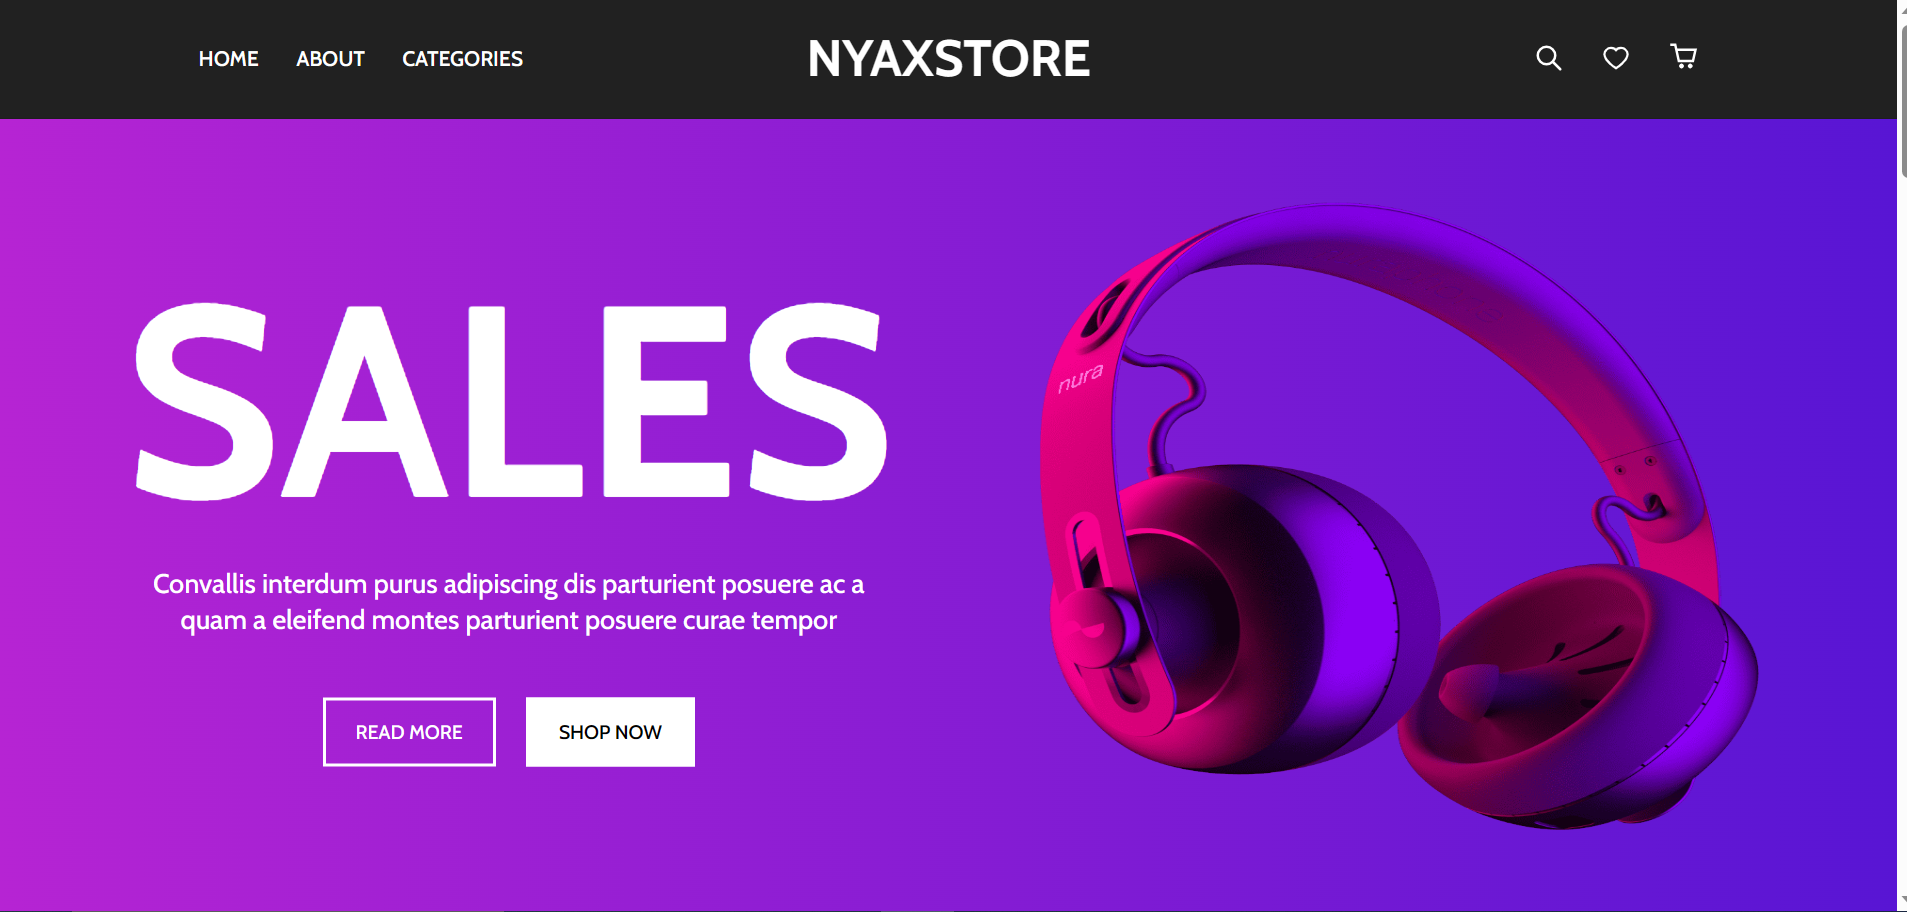 HOME ABOUT CATEGORIES NYAXSTORE
SALES
nura
Convallis interdum purus adipiscing dis parturient posuere ac a
quam a eleifend montes parturient posuere curae tempor
READ MORE SHOP NOW